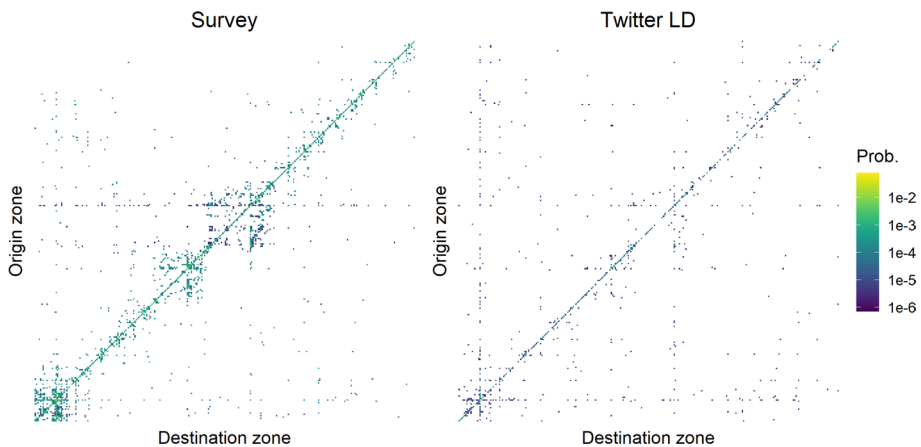 Survey
Twitter LD
Origin zone
Destination zone
Origin zone
Destination zone
Prob.
1e-2
1e-3
1e-4
1e-5
1e-6